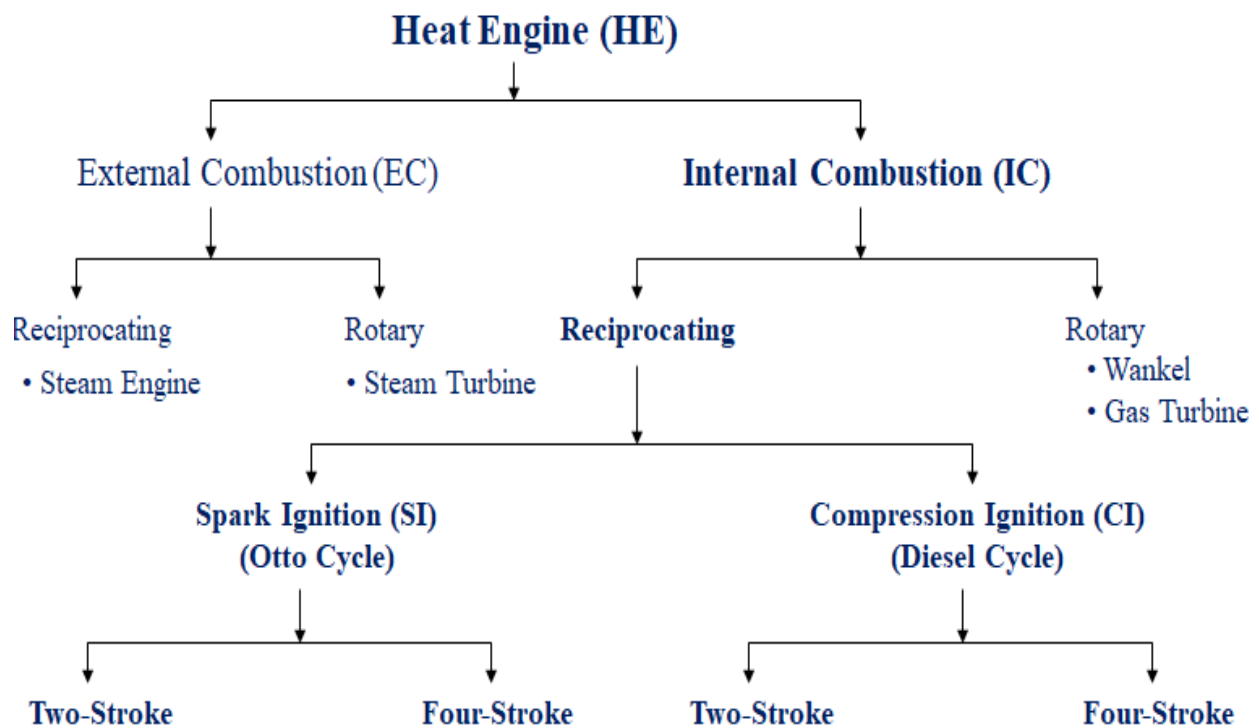 Heat Engine (HE)
External Combustion (EC)
Internal Combustion (IC)
Reciprocating
• Steam Engine
Rotary
• Steam Turbine
Reciprocating
Rotary
• Wankel
• Gas Turbine
Spark Ignition (SI)
(Otto Cycle)
Compression Ignition (CI)
(Diesel Cycle)
Two-Stroke
Four-Stroke
Two-Stroke
Four-Stroke